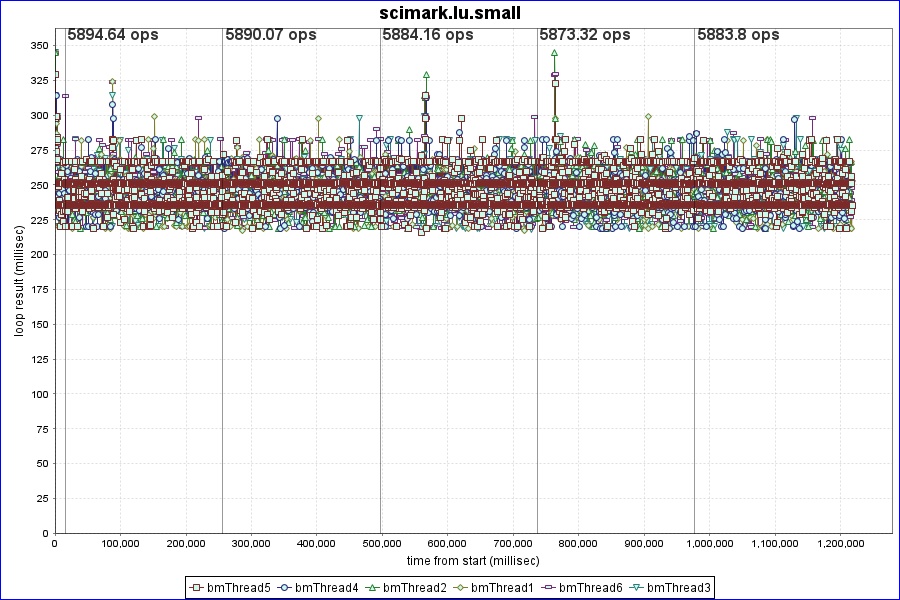 scimark.lu.small
5894.64 ops 5890.07 ops 5884.16 ops 5873.32 ops 5883.8 ops
350
325
300
275
250
225
200
175
150
125
100
75
50
25
0
loop result (millisec)
0 100,000 200,000 300,000 400,000 500,000 600,000 700,000 800,000 900,000 1,000,000 1,100,000 1,200,000
time from start (millisec)
bmThread5 bmThread4 bmThread2 bmThread1 bmThread6 bmThread3